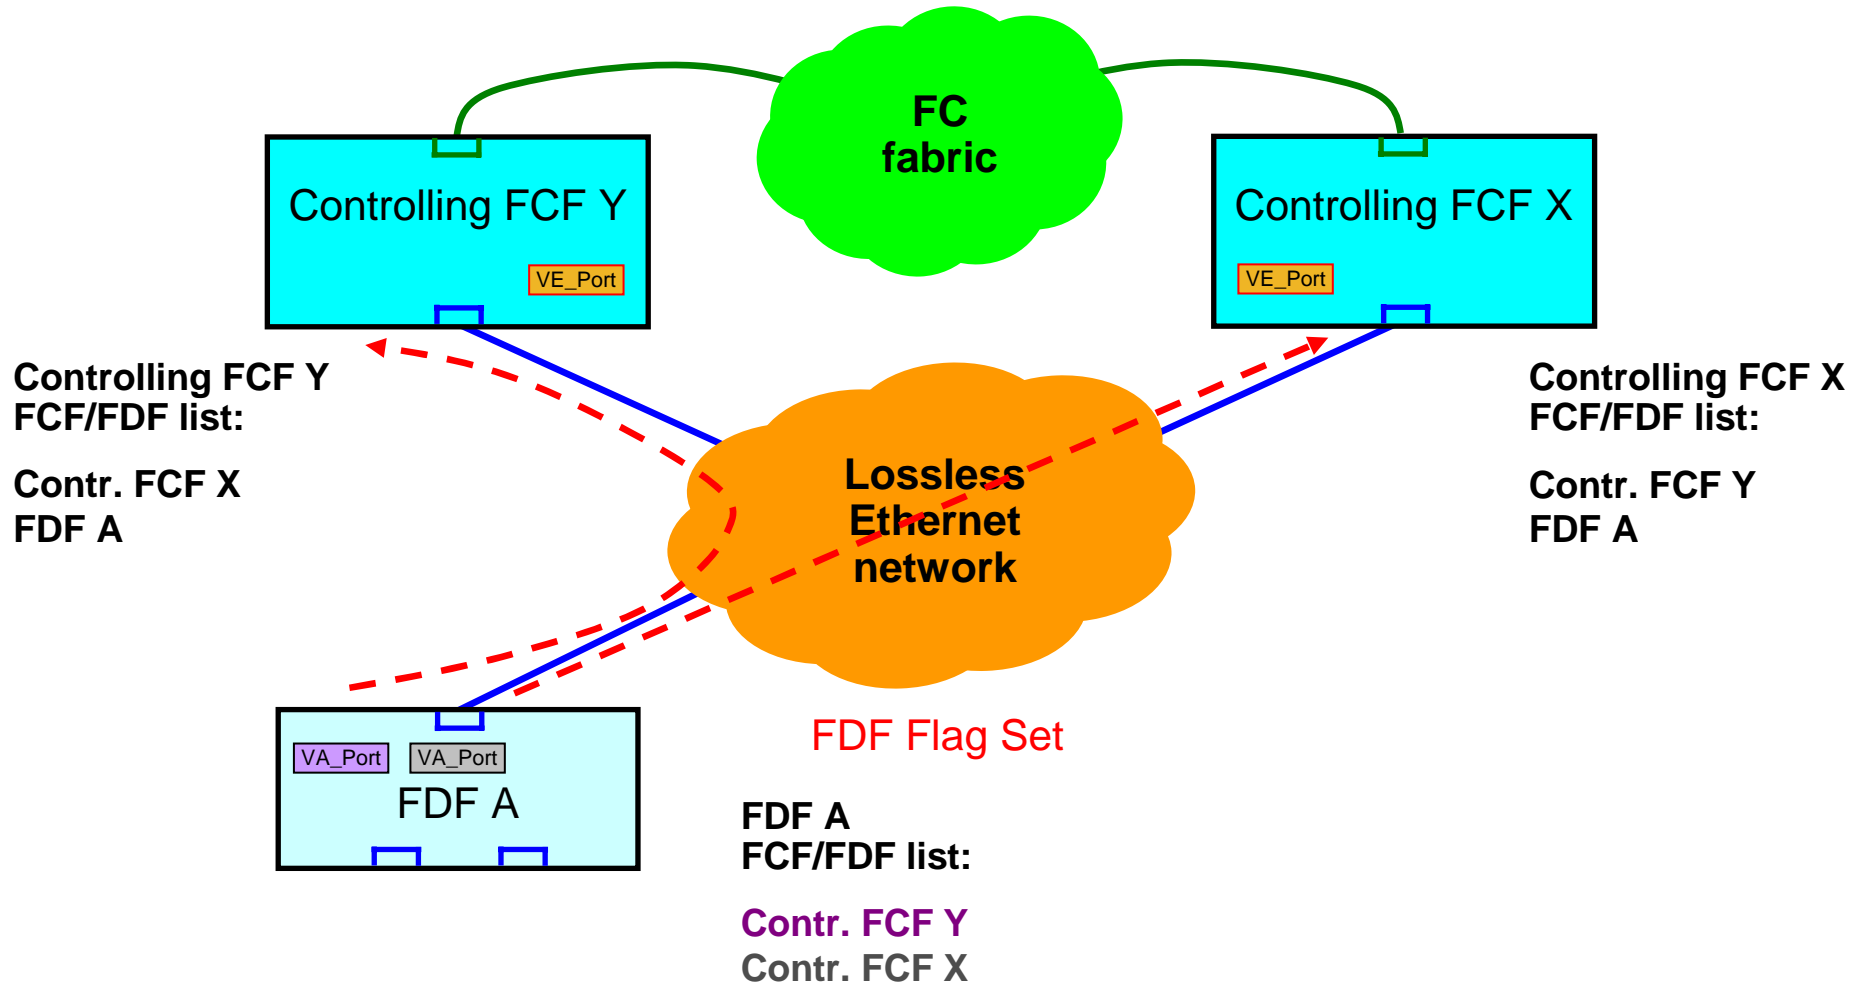 FC
fabric
Controlling FCF Y
Controlling FCF X
VE_Port
VE_Port
Controlling FCF Y
FCF/FDF list:
Contr. FCF X
FDF A
Controlling FCF X
FCF/FDF list:
Contr. FCF Y
FDF A
Lossless
Ethernet
network
FDF Flag Set
VA_Port
VA_Port
FDF A
FDF A
FCF/FDF list:
Contr. FCF Y
Contr. FCF X